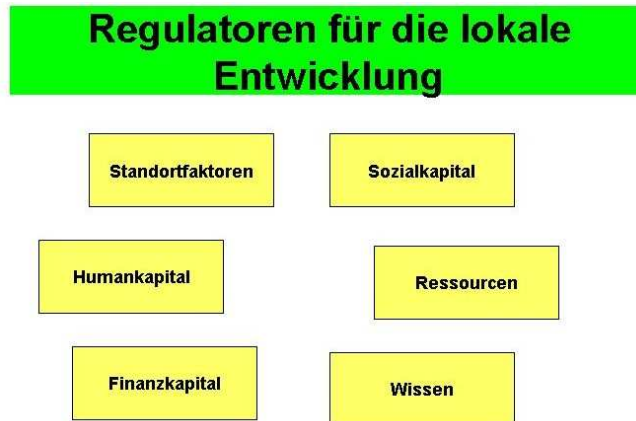 Regulatoren für die lokale
Entwicklung
Standortfaktoren
Sozialkapital
Humankapital
Ressourcen
Finanzkapital
Wissen